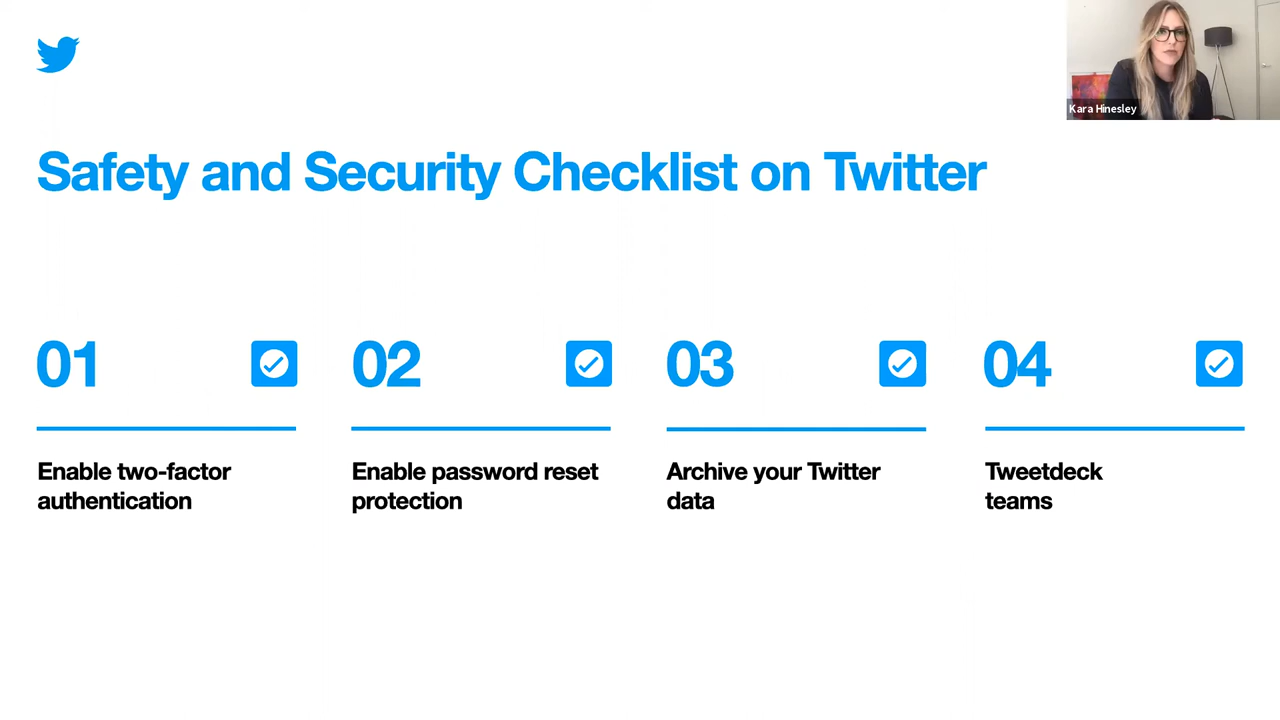 Kara Hinesley
Safety and Security Checklist on Twitter
01
02
03
04
Enable two-factor
authentication
Enable password reset
protection
Archive your Twitter
data
Tweetdeck
teams